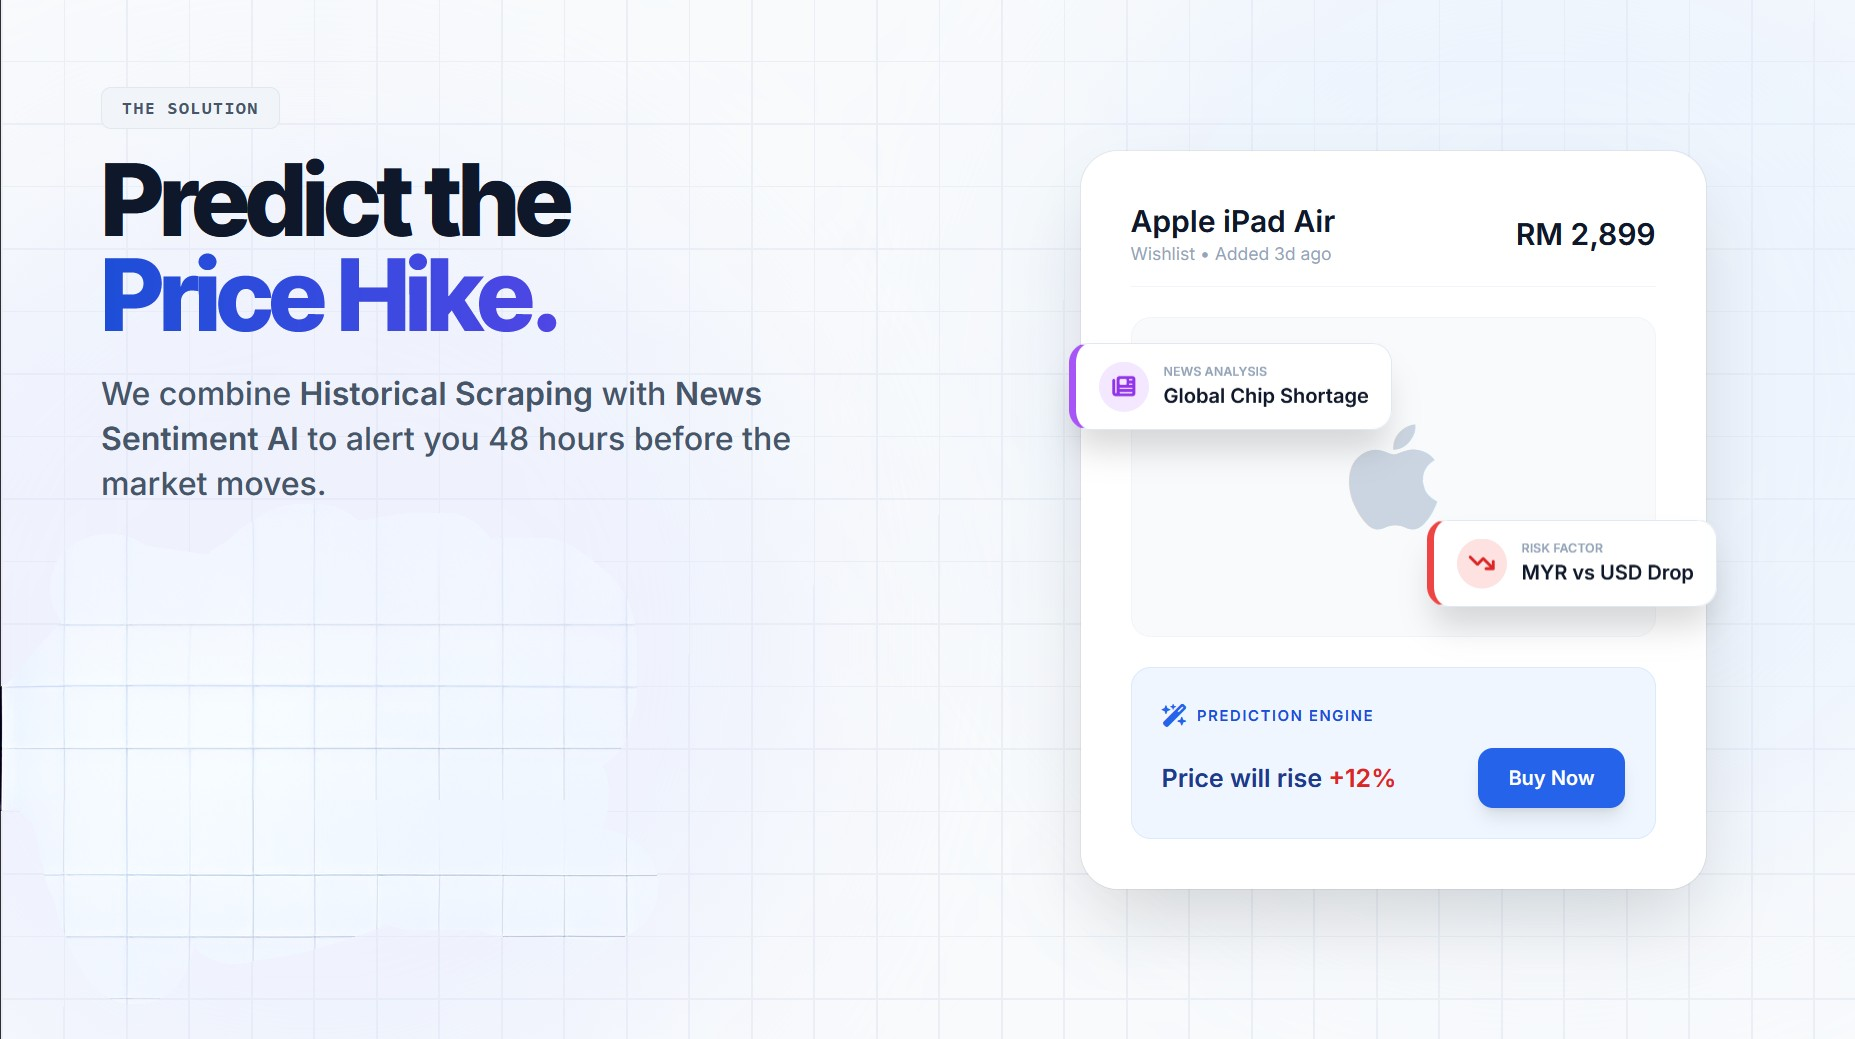 THE SOLUTION
Predict the
Price Hike.
We combine Historical Scraping with News
Sentiment AI to alert you 48 hours before the
market moves.
Apple iPad Air
Wishlist • Added 3d ago
RM 2,899
NEWS ANALYSIS
Global Chip Shortage
RISK FACTOR
MYR vs USD Drop
PREDICTION ENGINE
Price will rise +12%
Buy Now